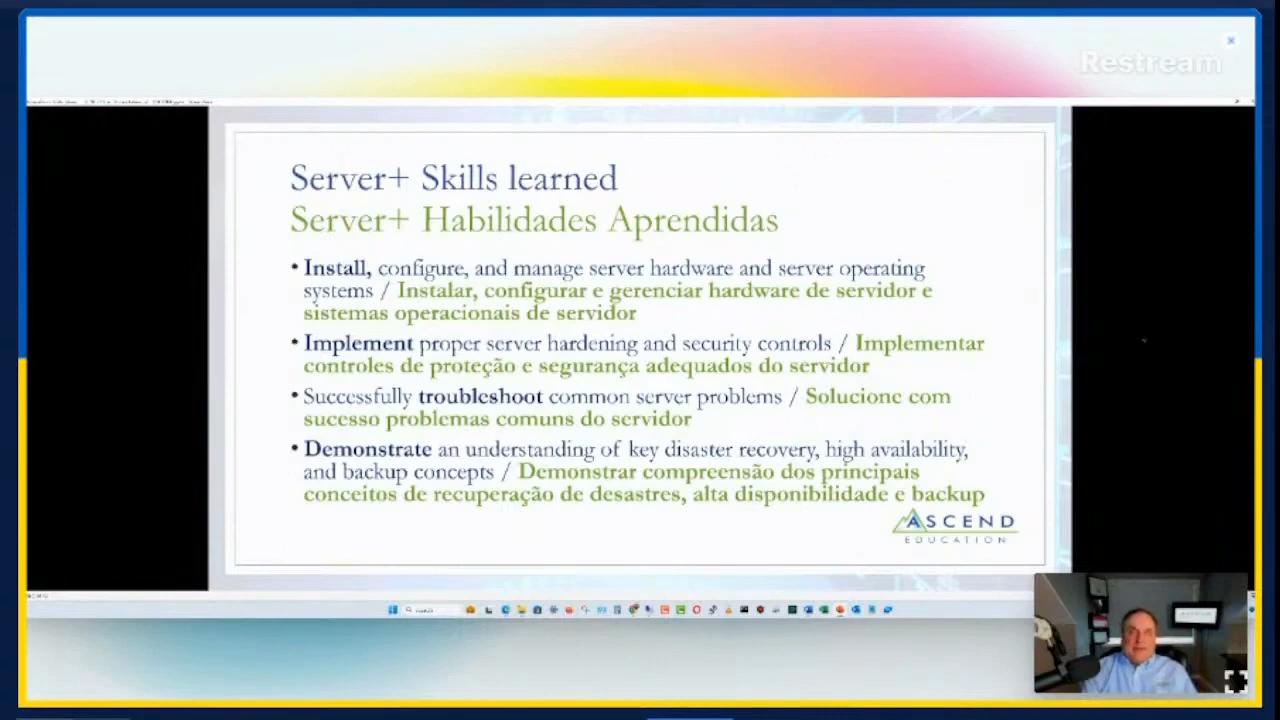 Restream
Server+ Skills learned
Server+ Habilidades Aprendidas
• Install, configure, and manage server hardware and server operating
systems / Instalar, configurar e gerenciar hardware de servidor e
sistemas operacionais de servidor
• Implement proper server hardening and security controls / Implementar
controles de proteção e segurança adequados do servidor
• Successfully troubleshoot common server problems / Solucione com
sucesso problemas comuns do servidor
• Demonstrate an understanding of key disaster recovery, high availability,
and backup concepts / Demonstrar compreensão dos principais
conceitos de recuperação de desastres, alta disponibilidade e backup
ASCEND
EDUCATION